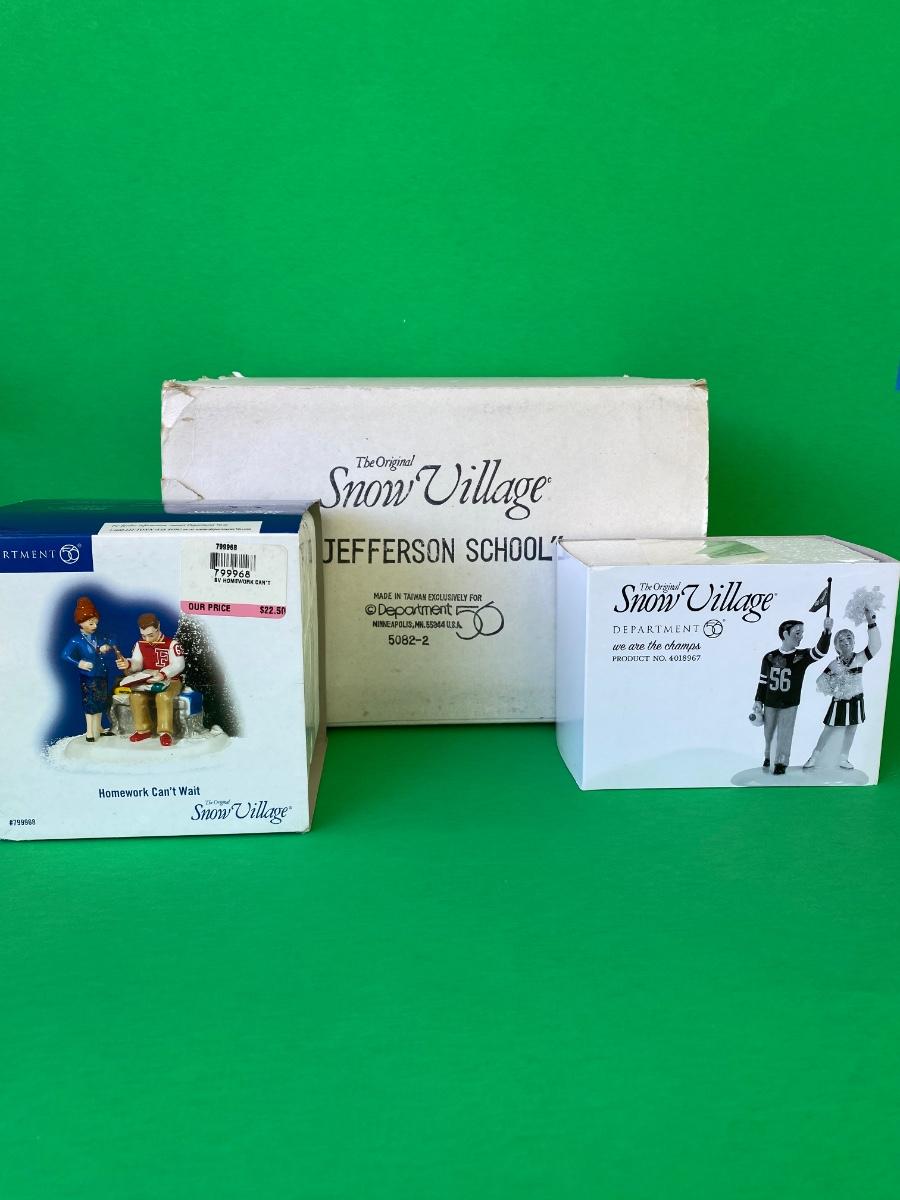 The Original
Snow Village®
JEFFERSON SCHOOL"
MADE IN TAIWAN EXCLUSIVELY FOR
© Department 56
MINNEAPOLIS, MN. 55344 U.S.A.
5082-2
RTMENT 56
799968
799968
SV HOMEWORK CAN'T
OUR PRICE $22.50
F
Homework Can't Wait
The Original
Snow Village®
#799968
The Original
Snow Village®
DEPARTMENT 56
we are the champs
PRODUCT NO. 4018967
56